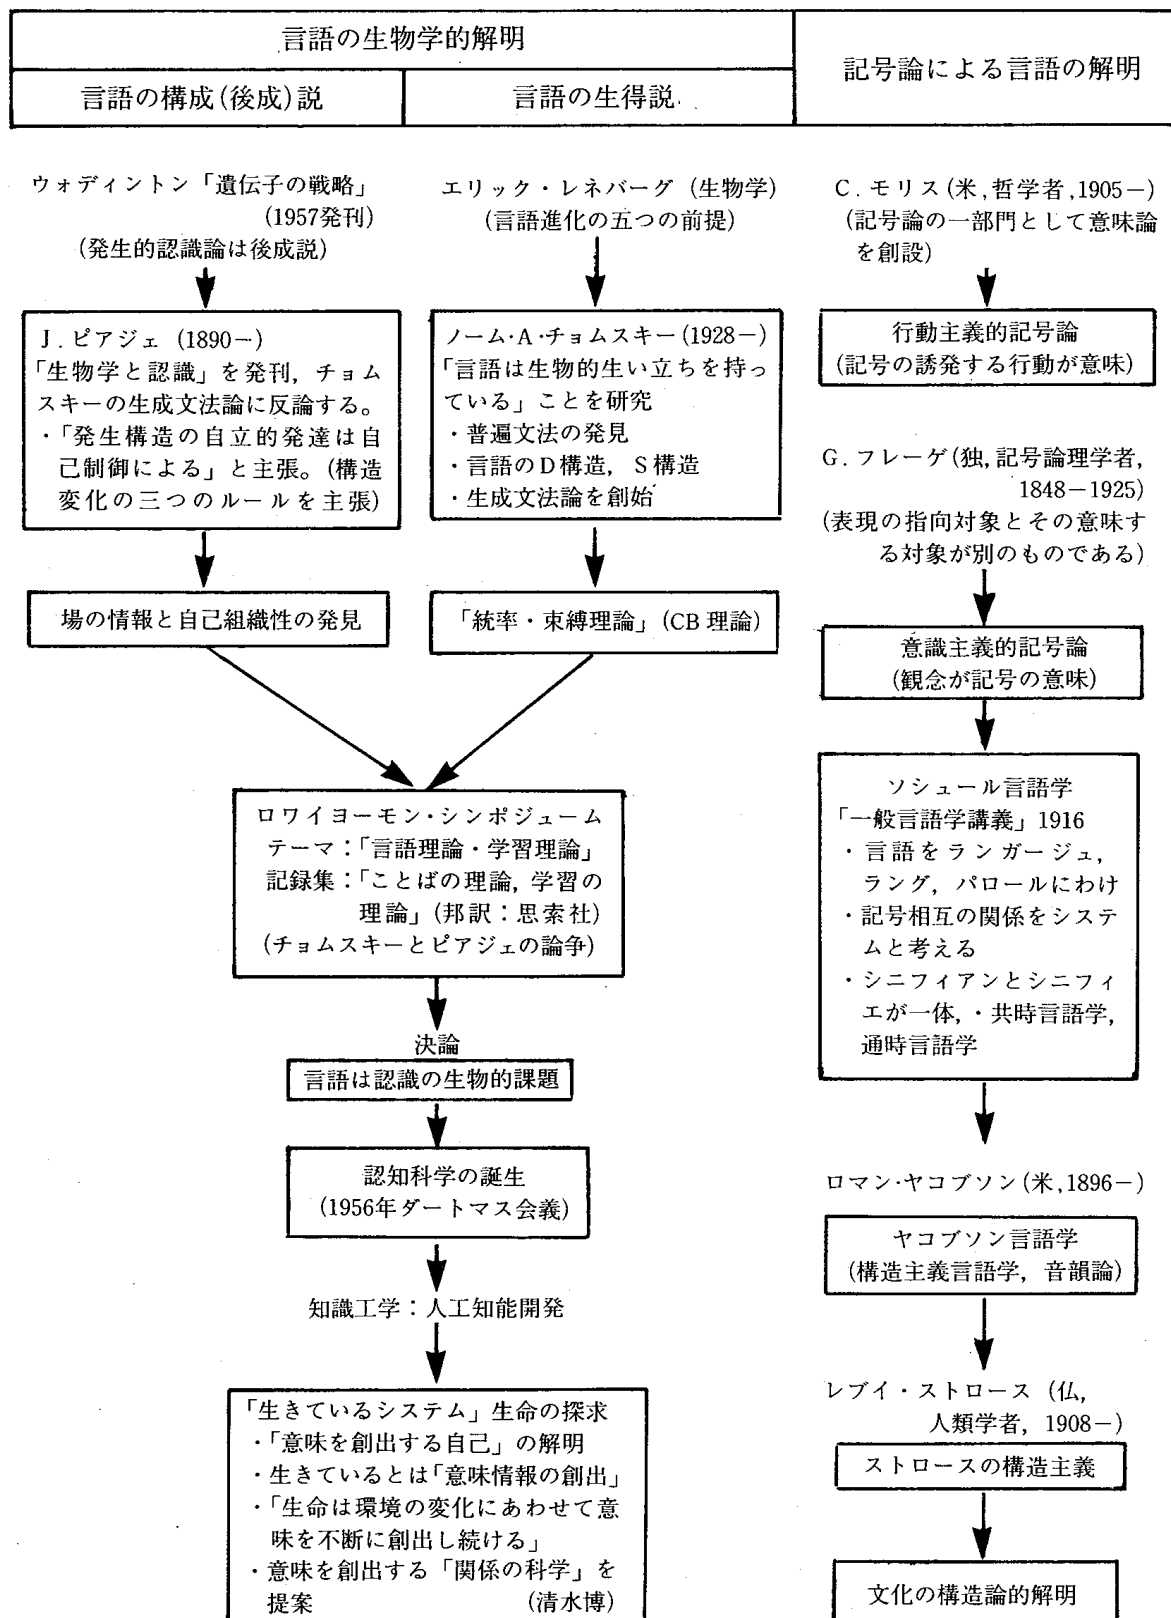 言語の生物学的解明
記号論による言語の解明
言語の構成(後成)説
言語の生得説
ウォディントン「遺伝子の戦略」
(1957発刊)
(発生的認識論は後成説)
J. ピアジェ (1890−)
「生物学と認識」を発刊, チョム
スキーの生成文法論に反論する。
・「発生構造の自立的発達は自
己制御による」と主張。(構造
変化の三つのルールを主張)
場の情報と自己組織性の発見
エリック・レネバーグ (生物学)
(言語進化の五つの前提)
ノーム・A・チョムスキー (1928−)
「言語は生物的生い立ちを持っ
ている」ことを研究
・普遍文法の発見
・言語のD構造, S構造
・生成文法論を創始
「統率・束縛理論」(CB 理論)
ロワイヨーモン・シンポジューム
テーマ：「言語理論・学習理論」
記録集：「ことばの理論, 学習の
理論」(邦訳：思索社)
(チョムスキーとピアジェの論争)
決論
言語は認識の生物的課題
認知科学の誕生
(1956年ダートマス会義)
知識工学：人工知能開発
「生きているシステム」生命の探求
・「意味を創出する自己」の解明
・生きているとは「意味情報の創出」
・「生命は環境の変化にあわせて意
味を不断に創出し続ける」
・意味を創出する「関係の科学」を
提案 (清水博)
C. モリス (米, 哲学者, 1905−)
(記号論の一部門として意味論
を創設)
行動主義的記号論
(記号の誘発する行動が意味)
G. フレーゲ (独, 記号論理学者,
1848−1925)
(表現の指向対象とその意味す
る対象が別のものである)
意識主義的記号論
(観念が記号の意味)
ソシュール言語学
「一般言語学講義」1916
・言語をランガージュ,
ラング, パロールにわけ
・記号相互の関係をシステ
ムと考える
・シニフィアンとシニフィ
エが一体, ・共時言語学,
通時言語学
ロマン・ヤコブソン (米, 1896−)
ヤコブソン言語学
(構造主義言語学, 音韻論)
レブイ・ストロース (仏,
人類学者, 1908−)
ストロースの構造主義
文化の構造論的解明